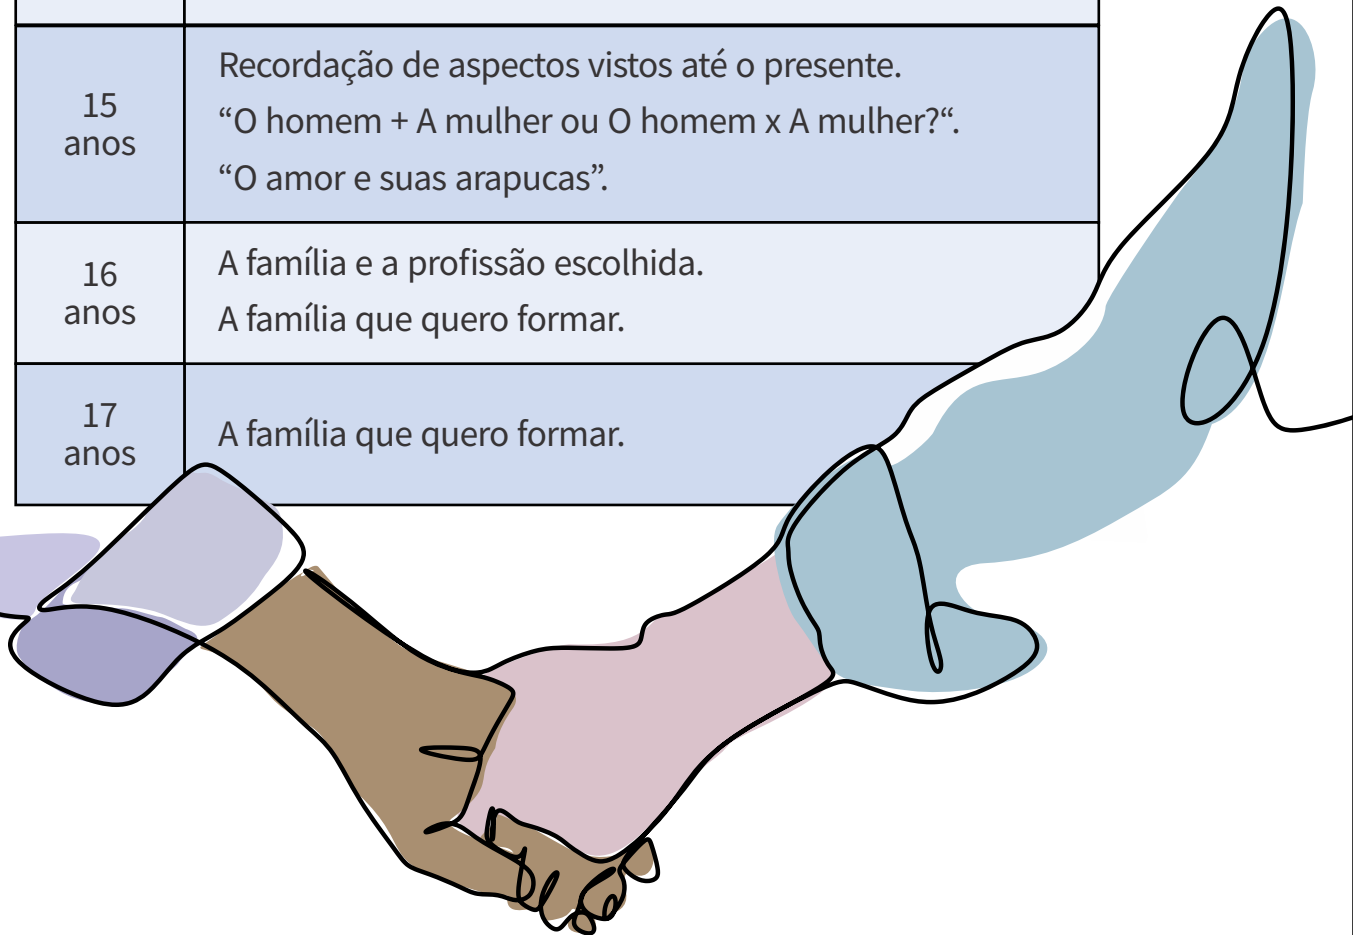 15
anos
Recordação de aspectos vistos até o presente.
“O homem + A mulher ou O homem x A mulher?“.
“O amor e suas arapucas”.
16
anos
A família e a profissão escolhida.
A família que quero formar.
17
anos
A família que quero formar.